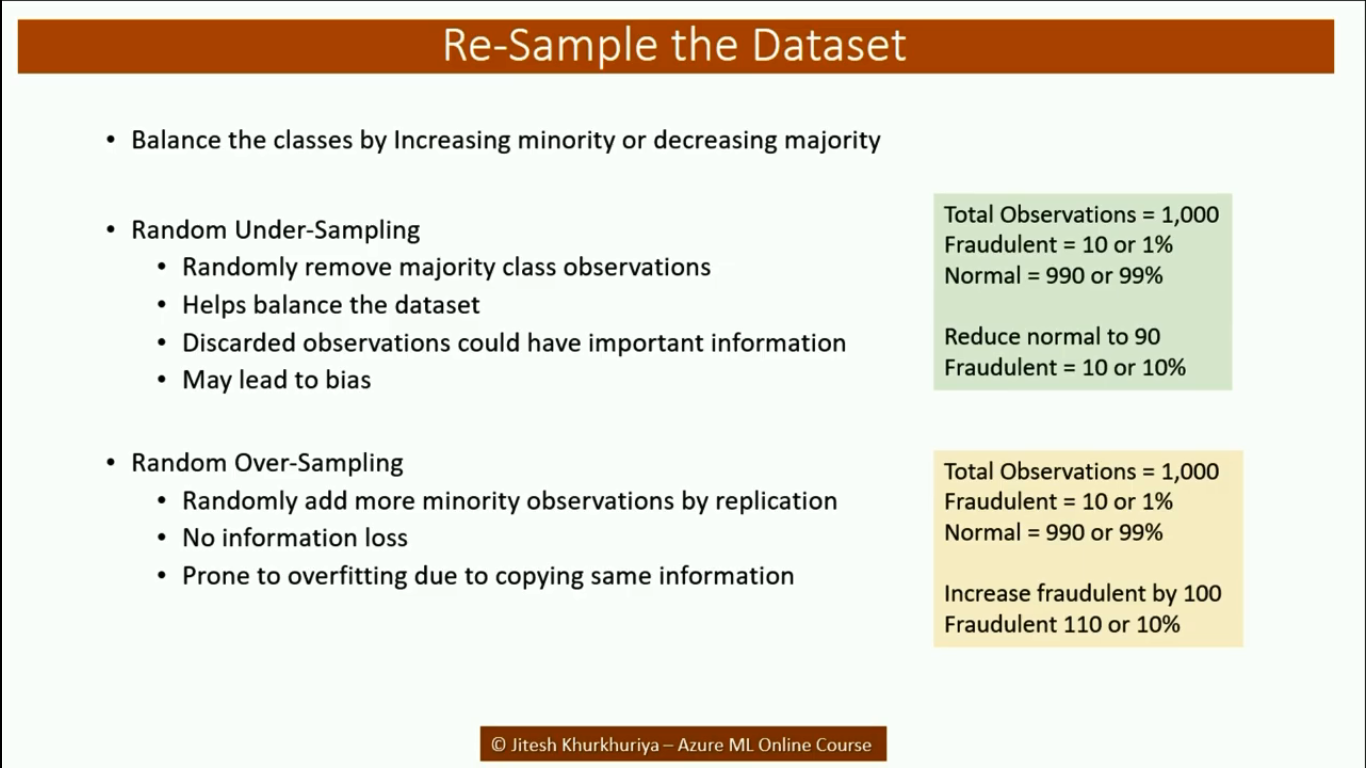 Re-Sample the Dataset
• Balance the classes by Increasing minority or decreasing majority
• Random Under-Sampling
• Randomly remove majority class observations
• Helps balance the dataset
• Discarded observations could have important information
• May lead to bias
Total Observations = 1,000
Fraudulent = 10 or 1%
Normal = 990 or 99%
Reduce normal to 90
Fraudulent = 10 or 10%
• Random Over-Sampling
• Randomly add more minority observations by replication
• No information loss
• Prone to overfitting due to copying same information
Total Observations = 1,000
Fraudulent = 10 or 1%
Normal = 990 or 99%
Increase fraudulent by 100
Fraudulent 110 or 10%
© Jitesh Khurkhuriya – Azure ML Online Course